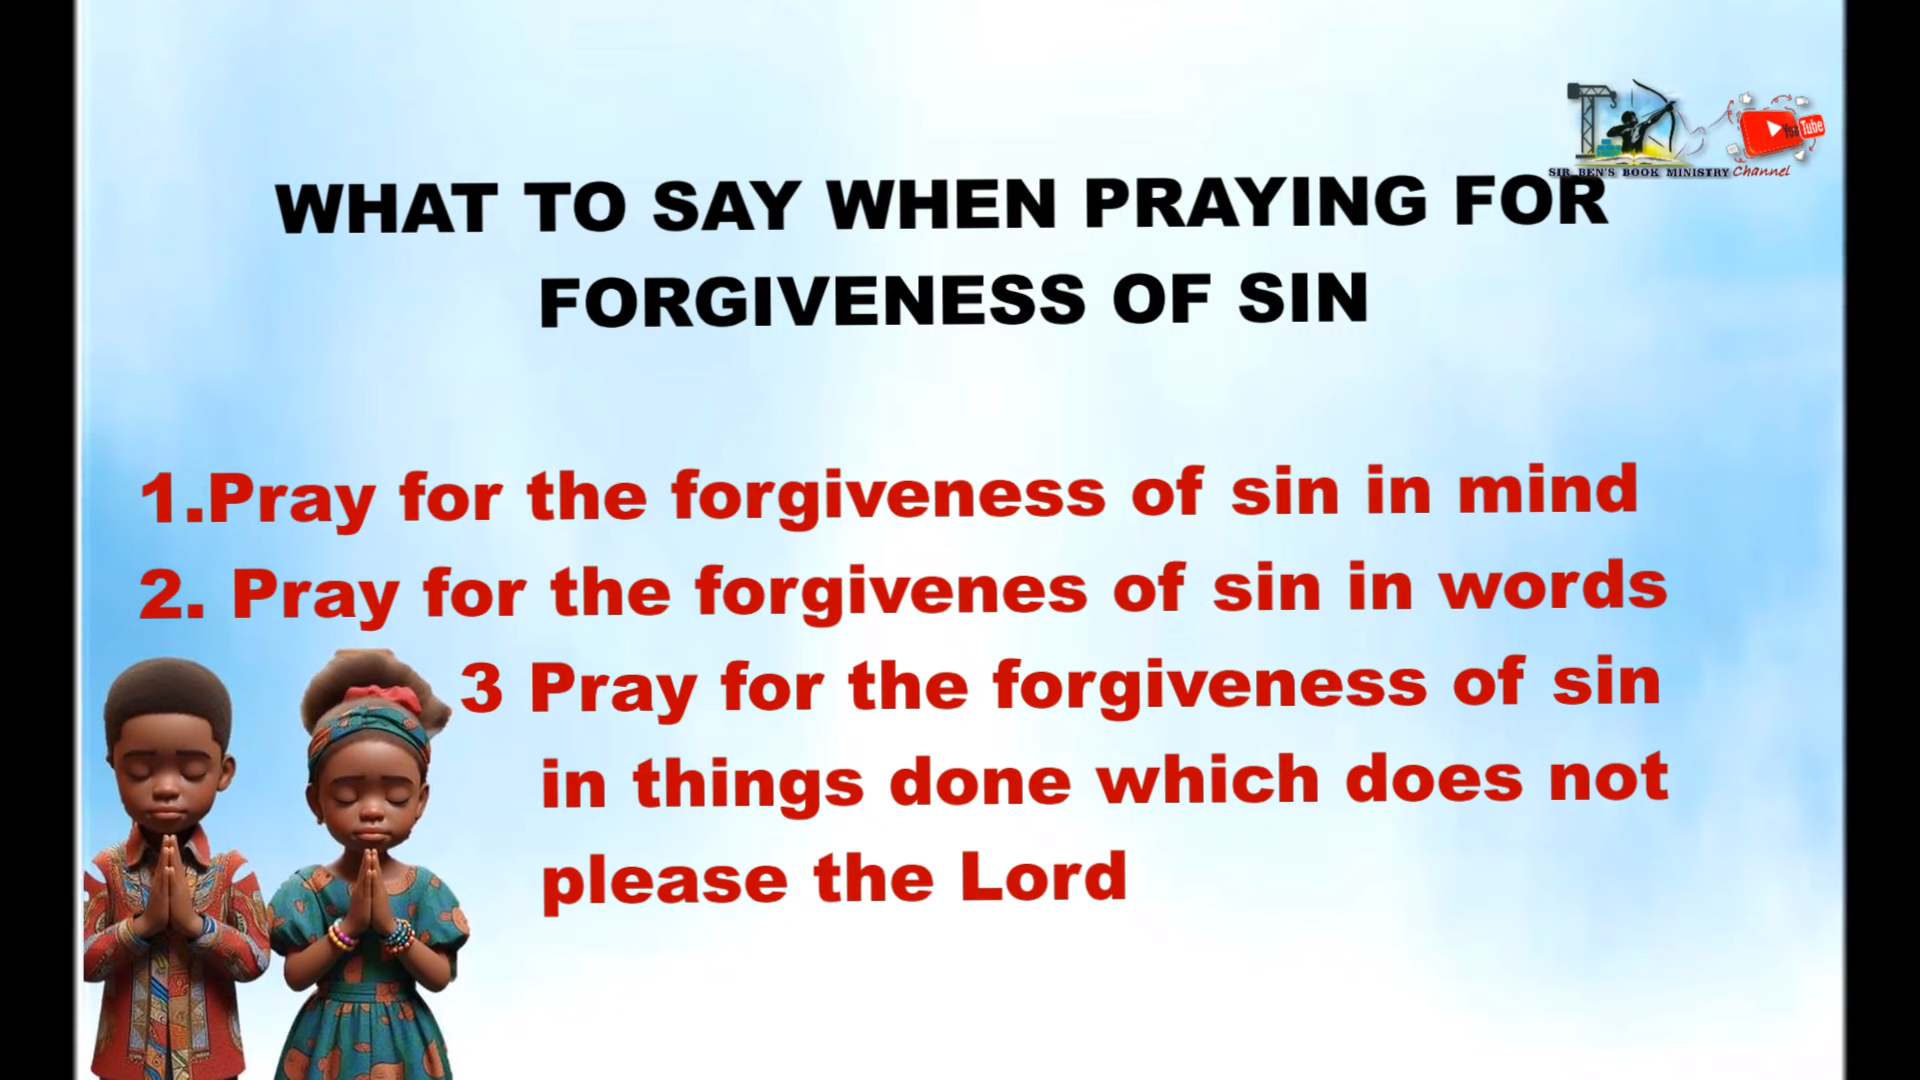 SIR BEN'S BOOK MINISTRY Channel
YouTube
WHAT TO SAY WHEN PRAYING FOR
FORGIVENESS OF SIN
1.Pray for the forgiveness of sin in mind
2. Pray for the forgivenes of sin in words
3 Pray for the forgiveness of sin
in things done which does not
please the Lord